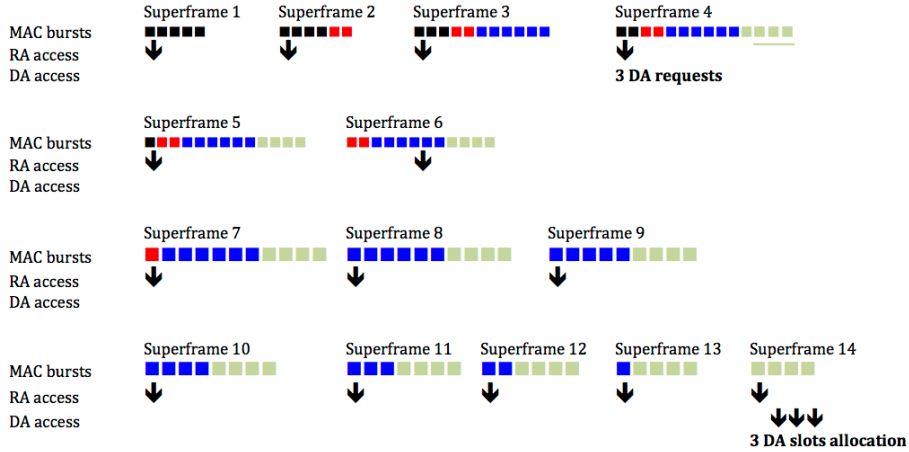 Superframe 1 Superframe 2 Superframe 3 Superframe 4
MAC bursts
RA access
DA access 3 DA requests
Superframe 5 Superframe 6
MAC bursts
RA access
DA access
Superframe 7 Superframe 8 Superframe 9
MAC bursts
RA access
DA access
Superframe 10 Superframe 11 Superframe 12 Superframe 13 Superframe 14
MAC bursts
RA access
DA access
3 DA slots allocation